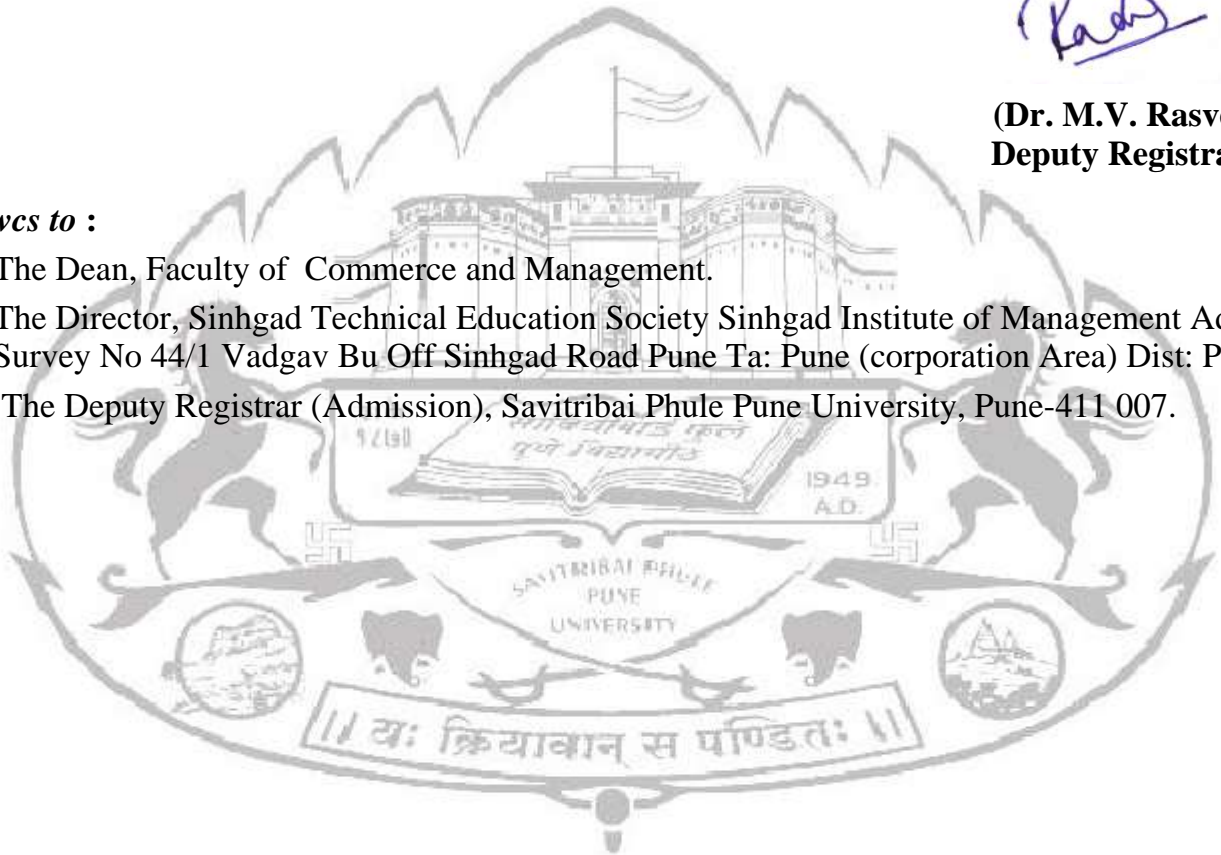 (Dr. M.V. Rasv
Deputy Registra
wcs to :
The Dean, Faculty of Commerce and Management.
The Director, Sinhgad Technical Education Society Sinhgad Institute of Management Ad
Survey No 44/1 Vadgav Bu Off Sinhgad Road Pune Ta: Pune (corporation Area) Dist: P
The Deputy Registrar (Admission), Savitribai Phule Pune University, Pune-411 007.
पुणे विद्यापीठ
1949
A.D.
SAVITRIBAI PHULE
PUNE
UNIVERSITY
॥ यः क्रियावान् स पण्डितः ॥